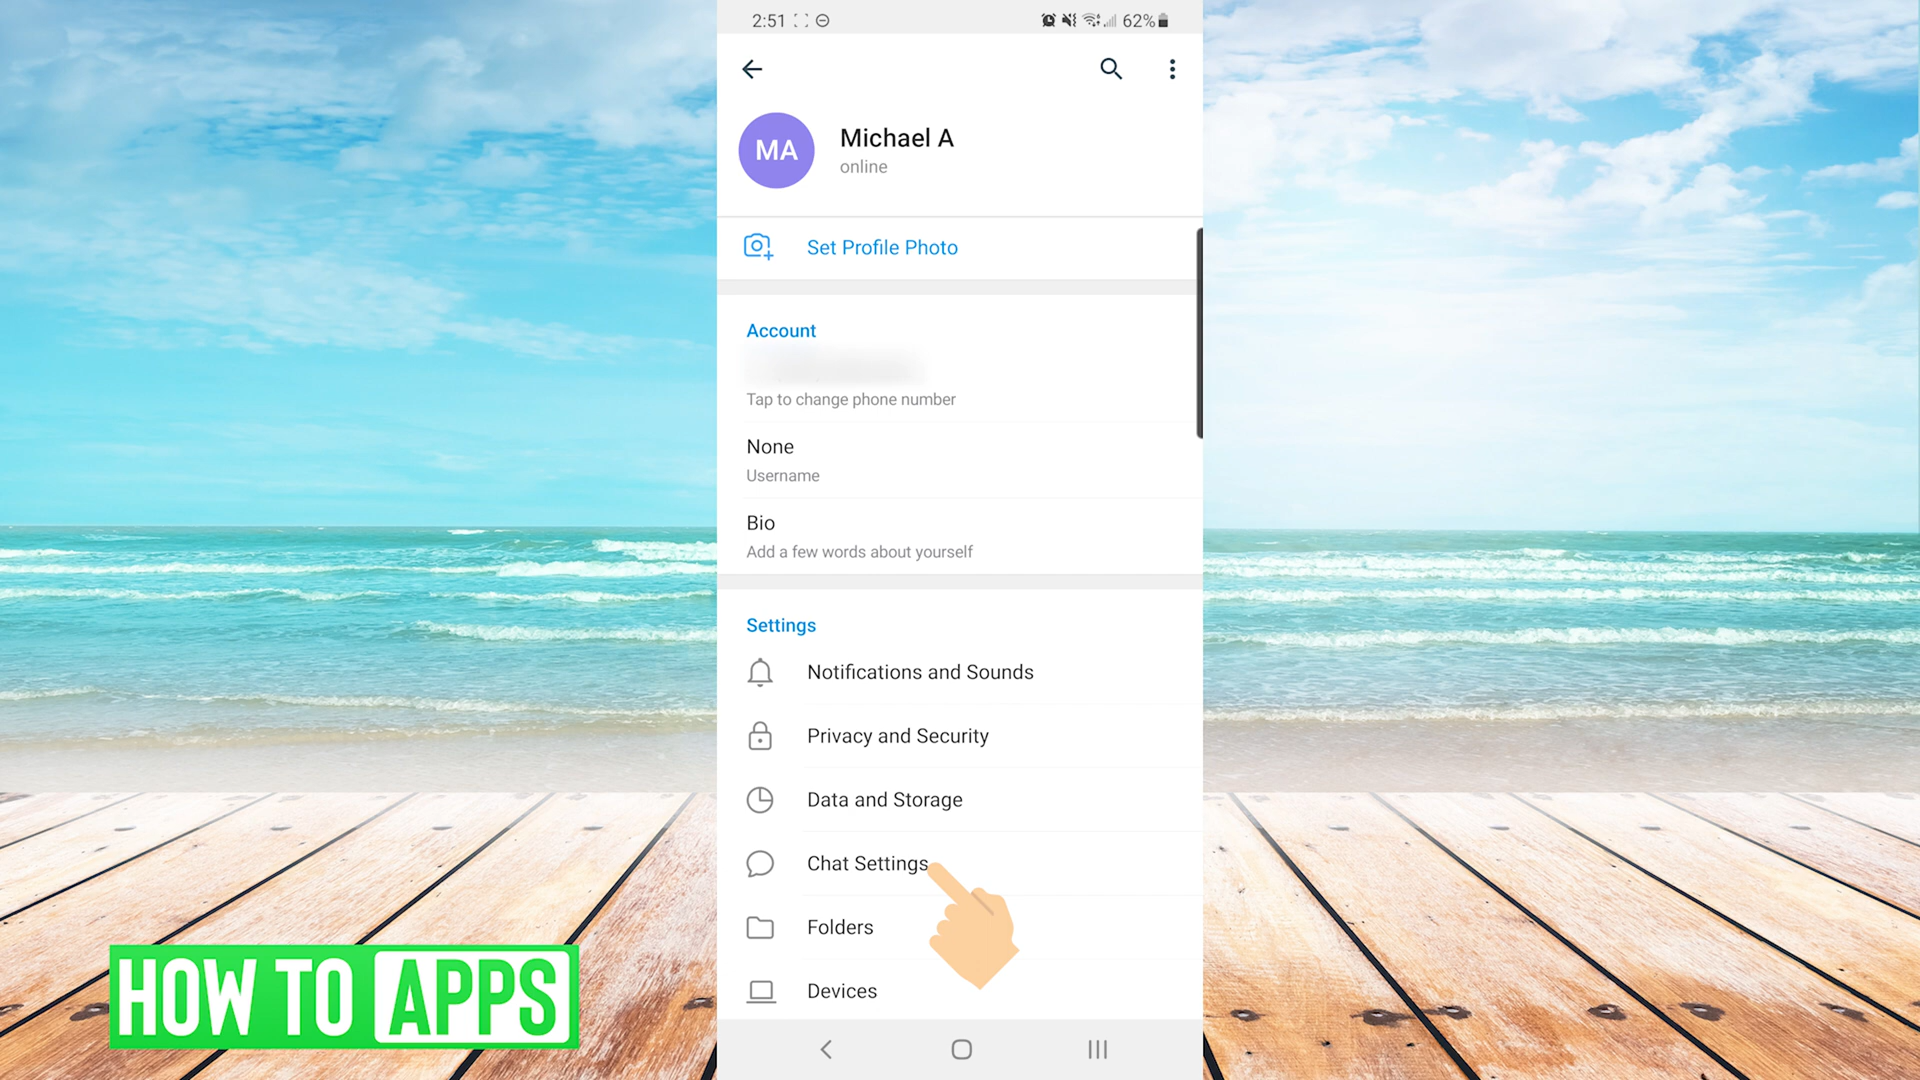 2:51
62%
MA
Michael A
online
Set Profile Photo
Account
Tap to change phone number
None
Username
Bio
Add a few words about yourself
Settings
Notifications and Sounds
Privacy and Security
Data and Storage
Chat Settings
Folders
Devices
HOW TO APPS